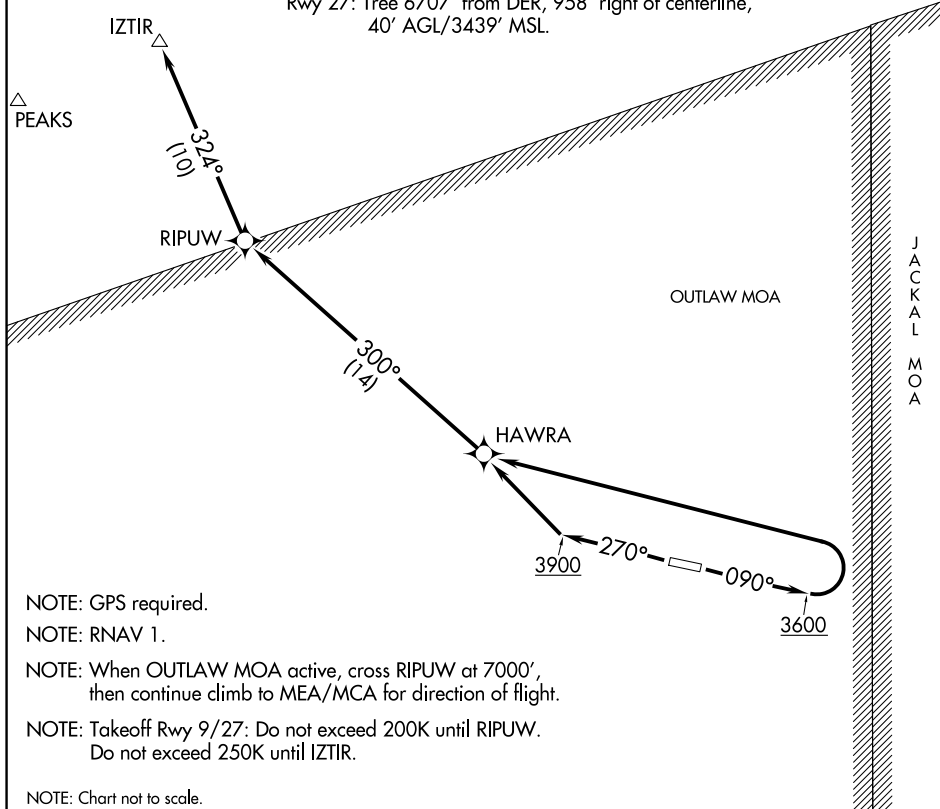 Rwy 27: Tree 6707' from DER, 958' right of centerline,
40' AGL/3439' MSL.
IZTIR
PEAKS
324°
(10)
RIPUW
OUTLAW MOA
JACKAL MOA
300°
(14)
HAWRA
270°
090°
3900
3600
NOTE: GPS required.
NOTE: RNAV 1.
NOTE: When OUTLAW MOA active, cross RIPUW at 7000',
then continue climb to MEA/MCA for direction of flight.
NOTE: Takeoff Rwy 9/27: Do not exceed 200K until RIPUW.
Do not exceed 250K until IZTIR.
NOTE: Chart not to scale.